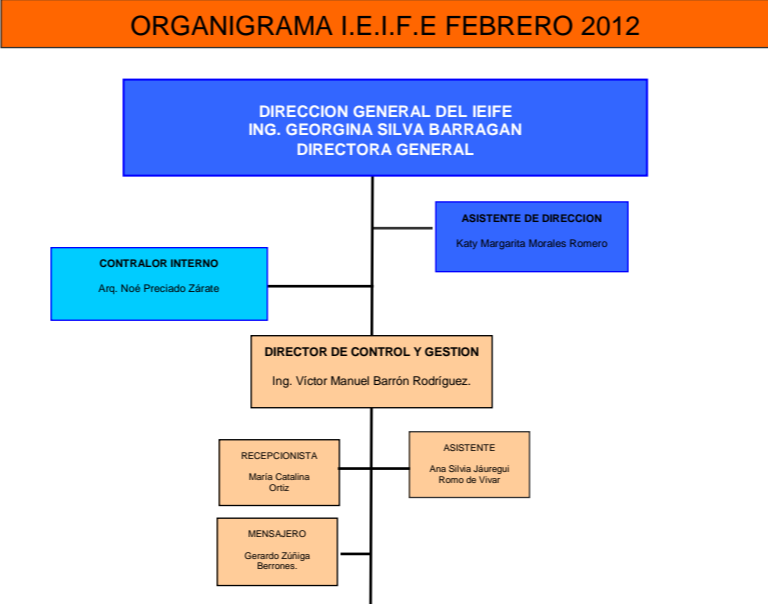 ORGANIGRAMA I.E.I.F.E FEBRERO 2012
DIRECCION GENERAL DEL IEIFE
ING. GEORGINA SILVA BARRAGAN
DIRECTORA GENERAL
ASISTENTE DE DIRECCION
Katy Margarita Morales Romero
CONTRALOR INTERNO
Arq. Noé Preciado Zárate
DIRECTOR DE CONTROL Y GESTION
Ing. Víctor Manuel Barrón Rodríguez.
RECEPCIONISTA
María Catalina
Ortiz
ASISTENTE
Ana Silvia Jáuregui
Romo de Vivar
MENSAJERO
Gerardo Zúñiga
Berrones.